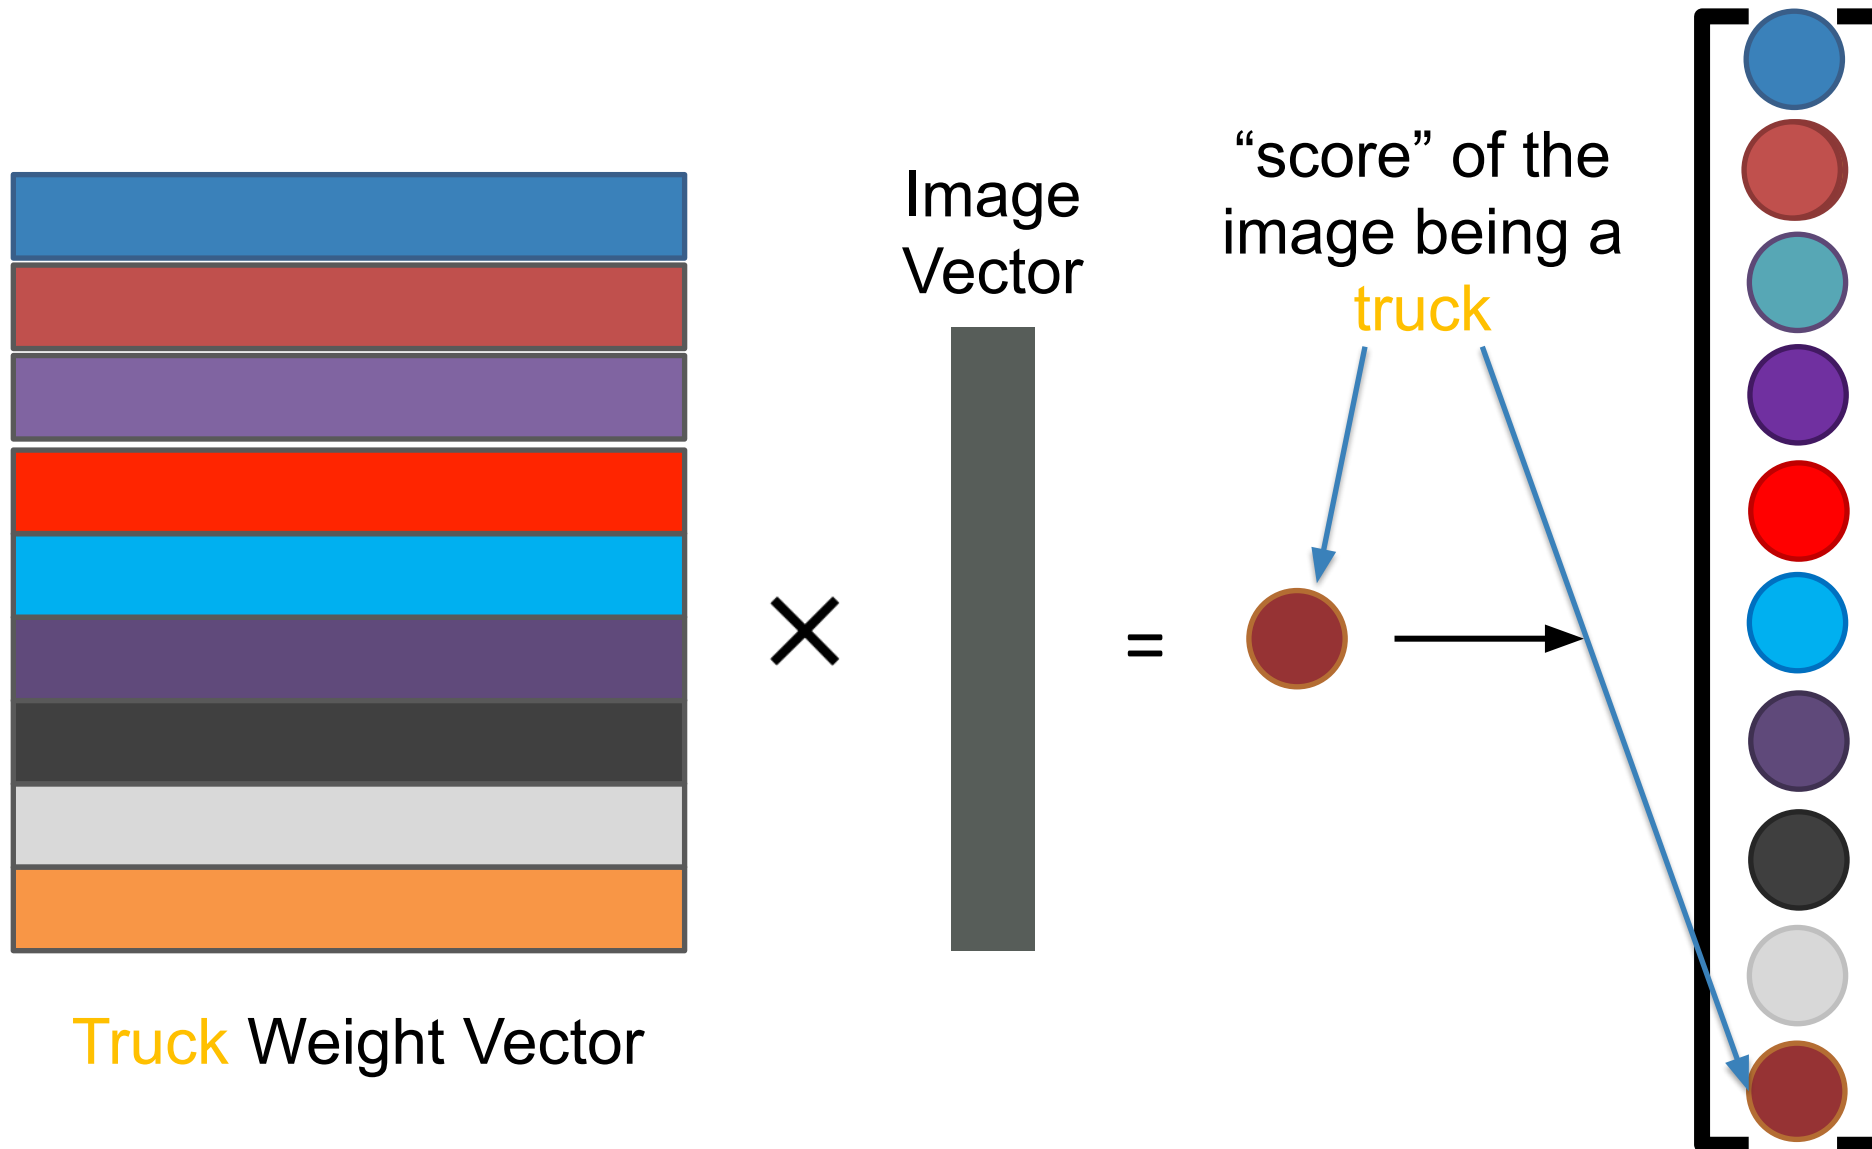 “score” of the
image being a
truck
Image
Vector
=
Truck Weight Vector